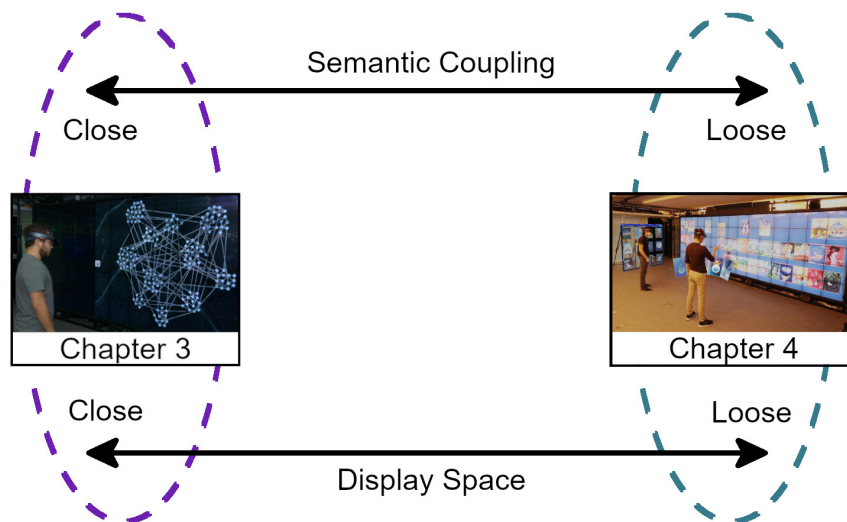 Semantic Coupling
Close
Loose
Chapter 3
Chapter 4
Close
Loose
Display Space